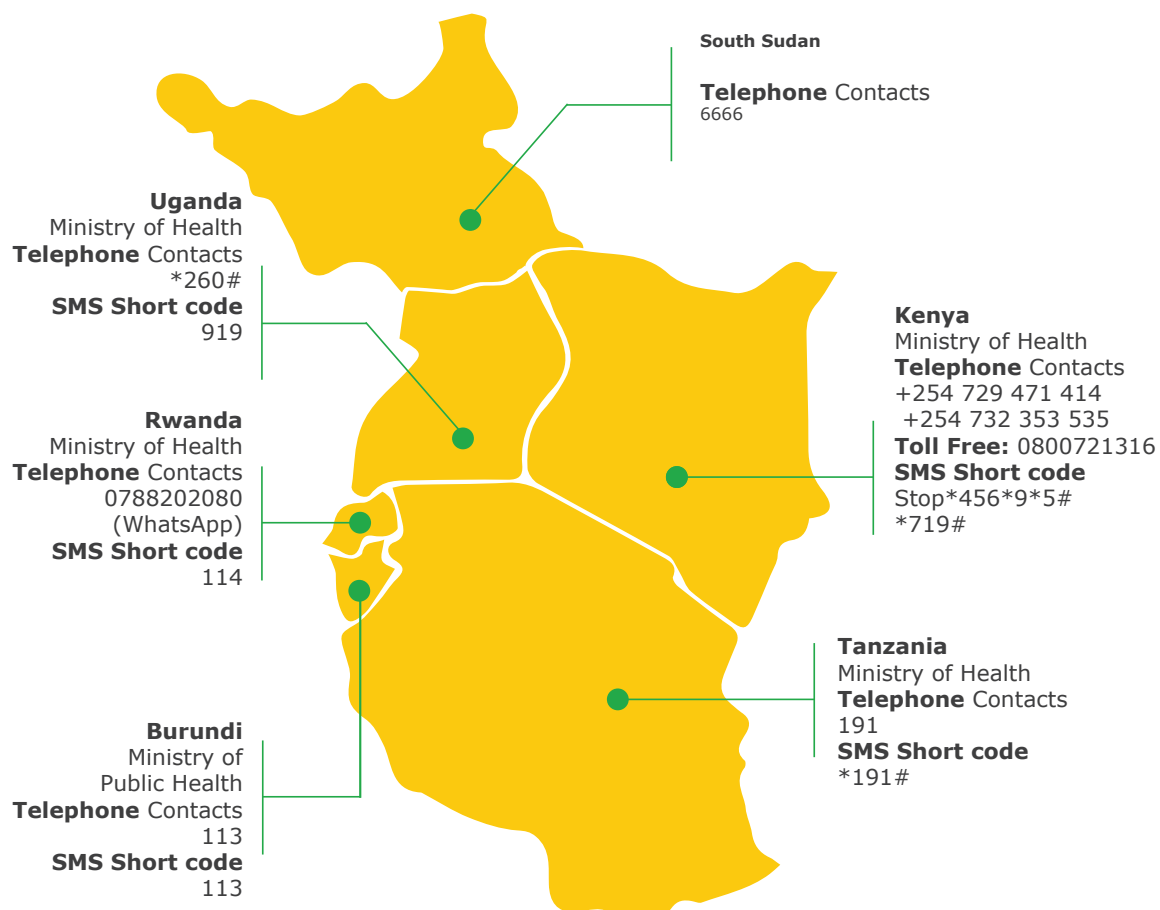 South Sudan
Telephone Contacts
6666
Uganda
Ministry of Health
Telephone Contacts
*260#
SMS Short code
919
Rwanda
Ministry of Health
Telephone Contacts
0788202080
(WhatsApp)
SMS Short code
114
Burundi
Ministry of
Public Health
Telephone Contacts
113
SMS Short code
113
Kenya
Ministry of Health
Telephone Contacts
+254 729 471 414
+254 732 353 535
Toll Free: 0800721316
SMS Short code
Stop*456*9*5#
*719#
Tanzania
Ministry of Health
Telephone Contacts
191
SMS Short code
*191#